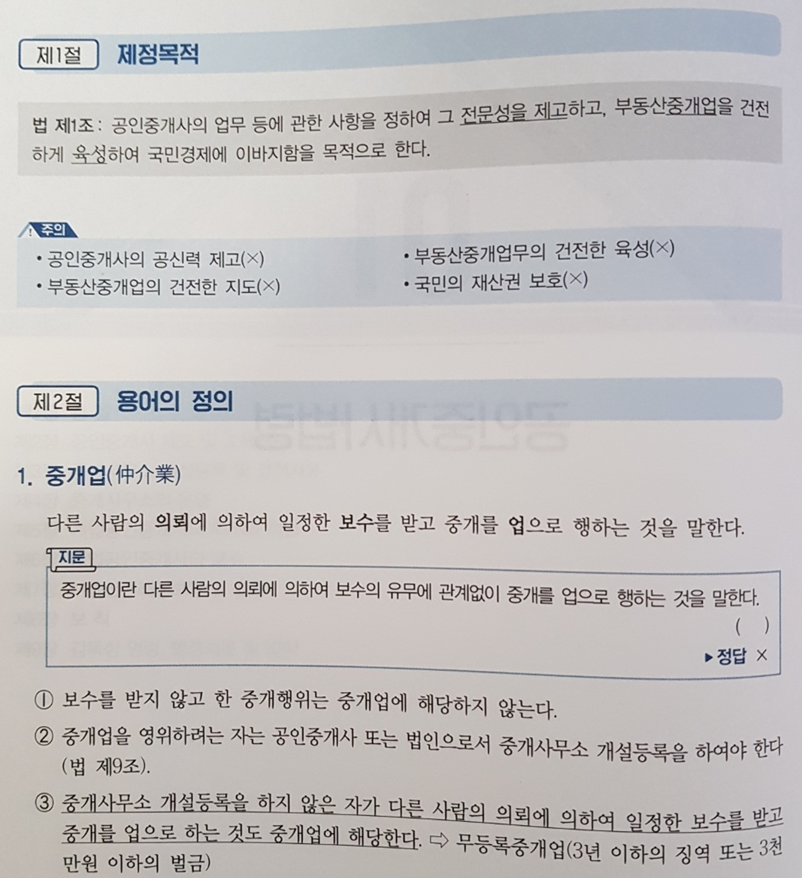 제1절 제정목적
법 제1조: 공인중개사의 업무 등에 관한 사항을 정하여 그 전문성을 제고하고, 부동산중개업을 건전
하게 육성하여 국민경제에 이바지함을 목적으로 한다.
주의
• 공인중개사의 공신력 제고(×)
• 부동산중개업무의 건전한 육성(×)
• 부동산중개업의 건전한 지도(×)
• 국민의 재산권 보호(×)
제2절 용어의 정의
1. 중개업(仲介業)
다른 사람의 의뢰에 의하여 일정한 보수를 받고 중개를 업으로 행하는 것을 말한다.
지문
중개업이란 다른 사람의 의뢰에 의하여 보수의 유무에 관계없이 중개를 업으로 행하는 것을 말한다.
( )
▶정답 ×
① 보수를 받지 않고 한 중개행위는 중개업에 해당하지 않는다.
② 중개업을 영위하려는 자는 공인중개사 또는 법인으로서 중개사무소 개설등록을 하여야 한다
(법 제9조).
③ 중개사무소 개설등록을 하지 않은 자가 다른 사람의 의뢰에 의하여 일정한 보수를 받고
중개를 업으로 하는 것도 중개업에 해당한다. ⇨ 무등록중개업(3년 이하의 징역 또는 3천
만원 이하의 벌금)